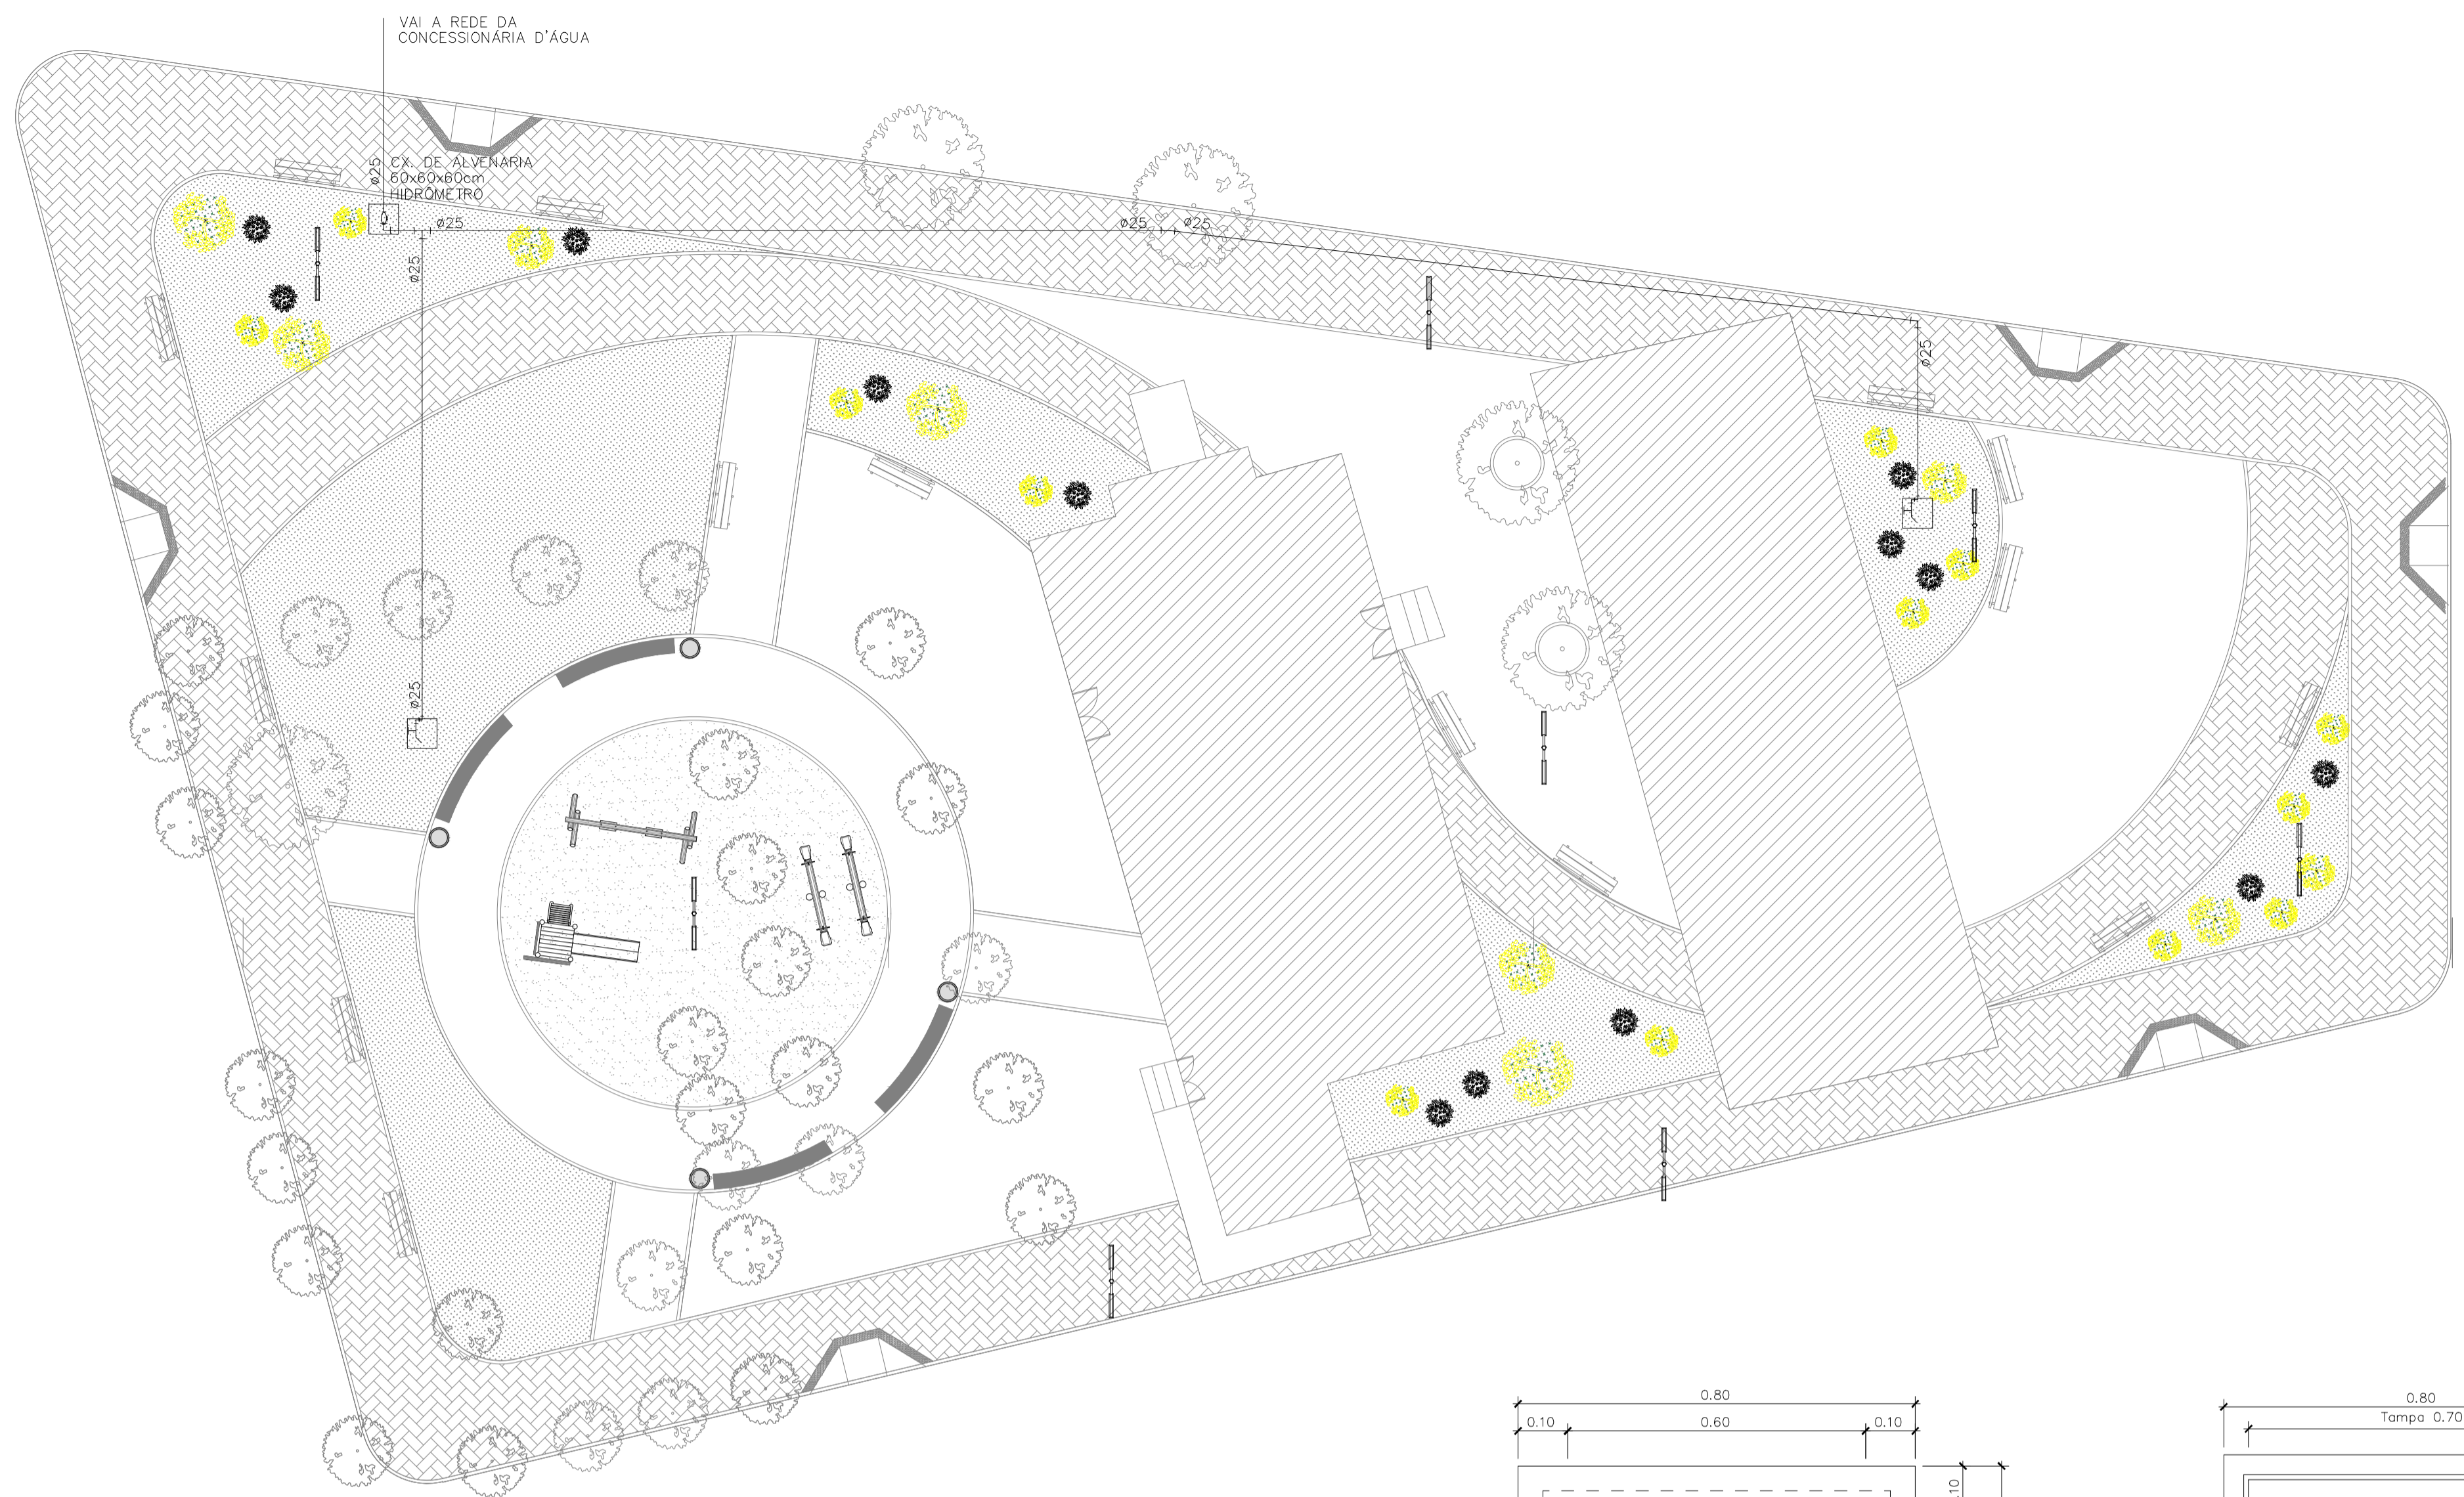 VAI A REDE DA
CONCESSIONÁRIA D'ÁGUA
ø25
CX. DE ALVENARIA
60x60x60cm
HIDRÔMETRO
ø25
ø25
ø25
ø25
ø25
ø25
0.80
0.10
0.60
0.10
0.80
Tampa 0.70